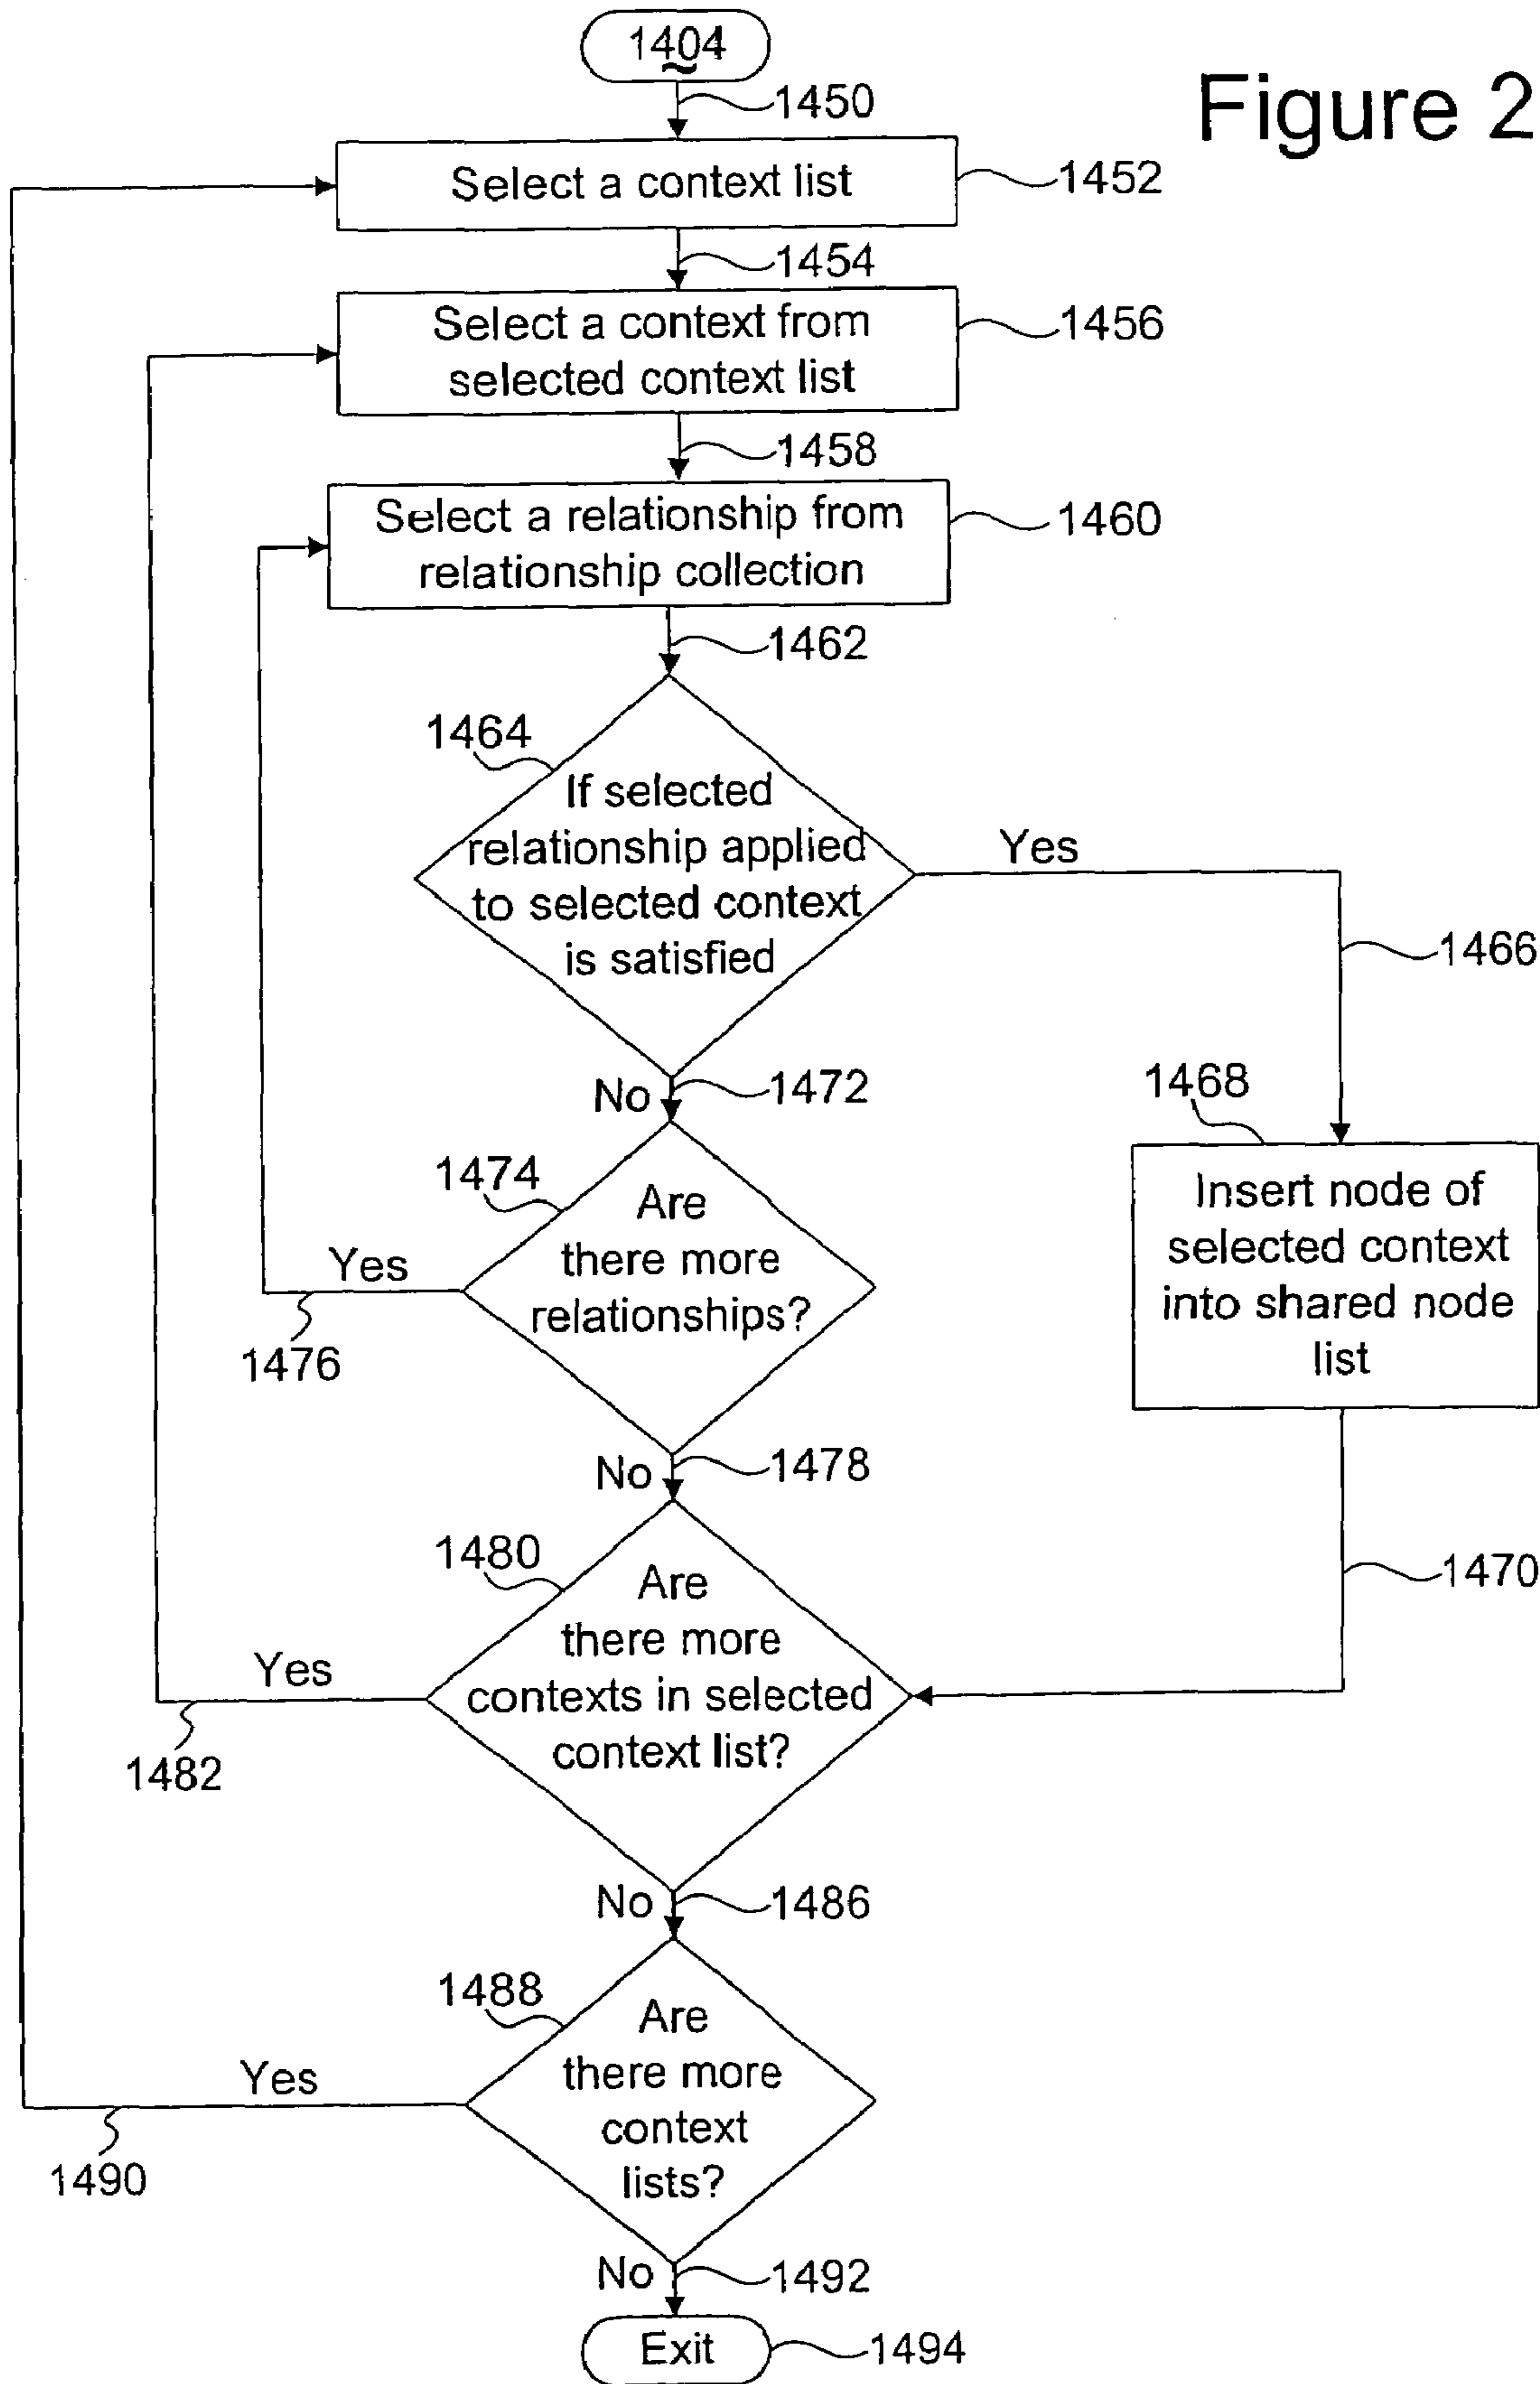 1404
Figure 2
1450
Select a context list
1452
1454
Select a context from
selected context list
1456
1458
Select a relationship from
relationship collection
1460
1462
1464
If selected
relationship applied
to selected context
is satisfied
Yes
1466
No
1472
1468
Insert node of
selected context
into shared node
list
1474
Are
there more
relationships?
Yes
1476
No
1478
1470
1480
Are
there more
contexts in selected
context list?
Yes
1482
No
1486
1488
Are
there more
context
lists?
Yes
1490
No
1492
Exit
1494